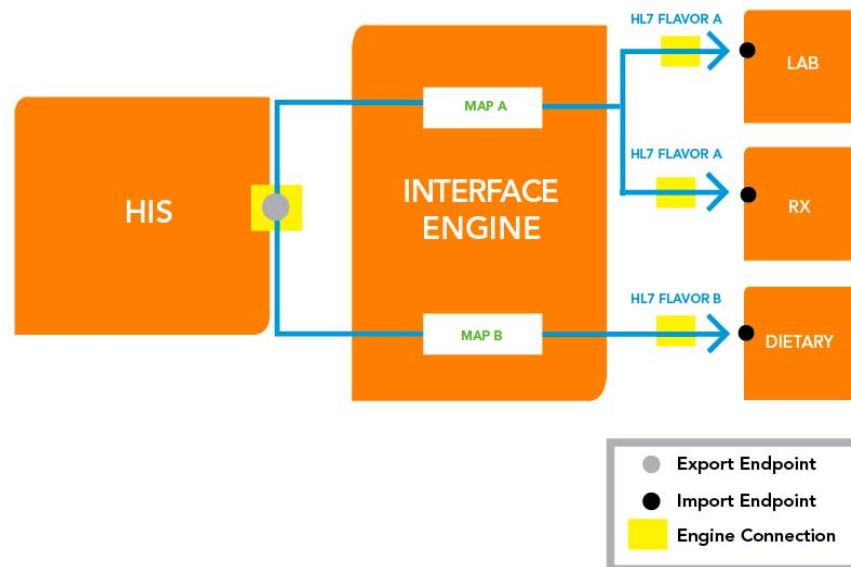 HL7 FLAVOR A
LAB
MAP A
HIS
INTERFACE
ENGINE
HL7 FLAVOR A
RX
HL7 FLAVOR B
MAP B
DIETARY
Export Endpoint
Import Endpoint
Engine Connection